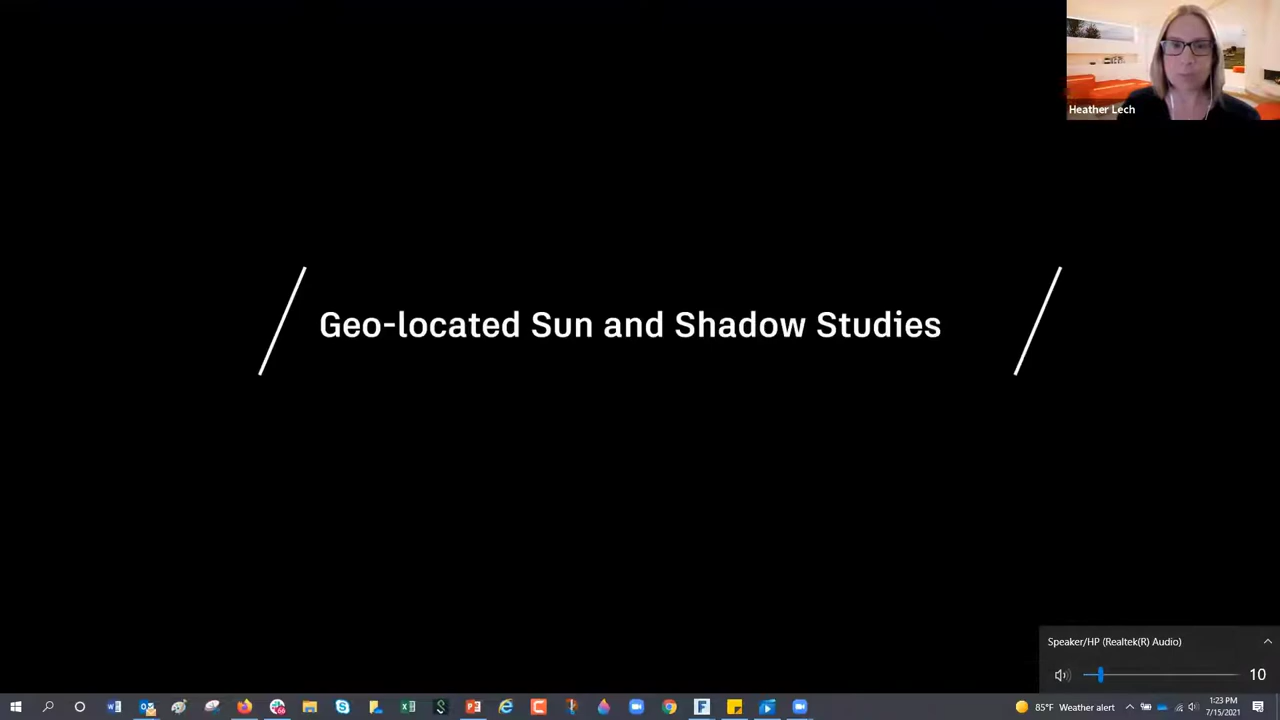 Heather Lech
Geo-located Sun and Shadow Studies
Speaker/HP (Realtek(R) Audio)
10
85°F Weather alert
1:23 PM
7/15/2021